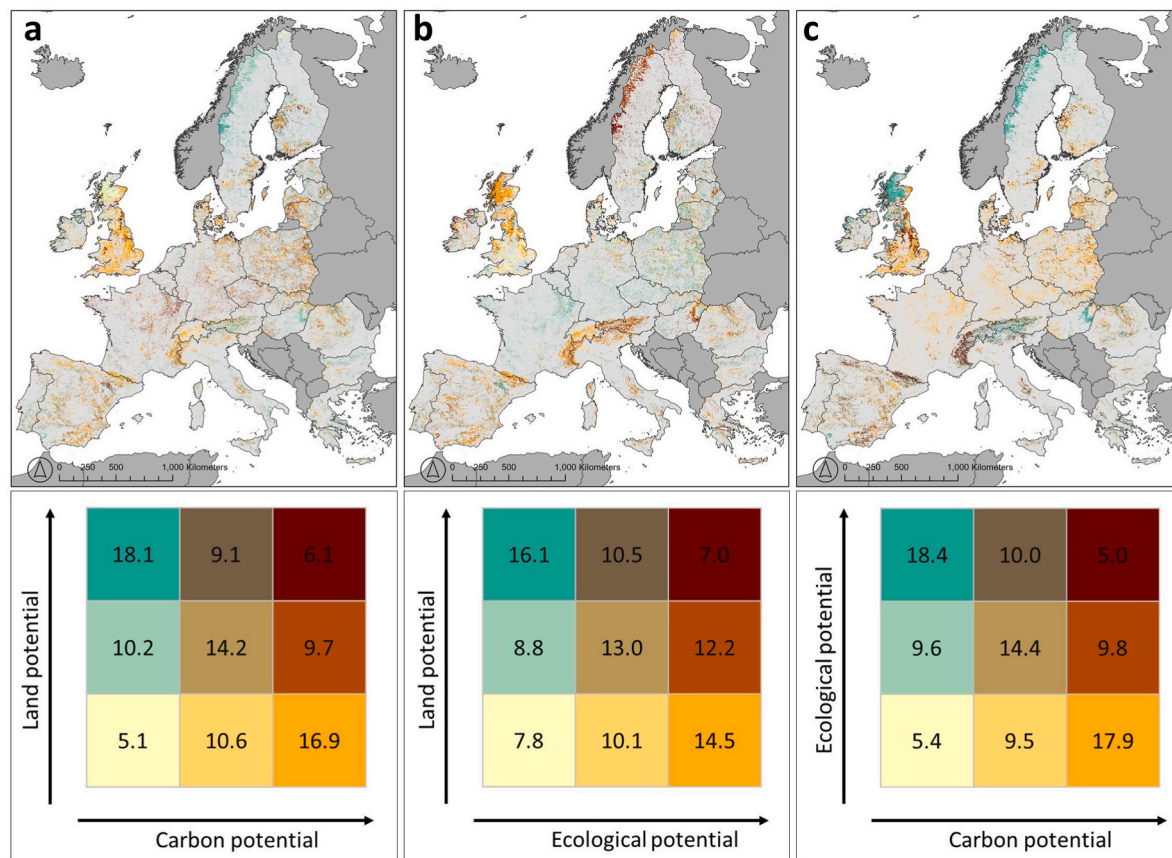 a
b
c
0 250 500 1,000 Kilometers
0 250 500 1,000 Kilometers
0 250 500 1,000 Kilometers
Land potential
18.1 9.1 6.1
10.2 14.2 9.7
5.1 10.6 16.9
Carbon potential
Land potential
16.1 10.5 7.0
8.8 13.0 12.2
7.8 10.1 14.5
Ecological potential
Ecological potential
18.4 10.0 5.0
9.6 14.4 9.8
5.4 9.5 17.9
Carbon potential